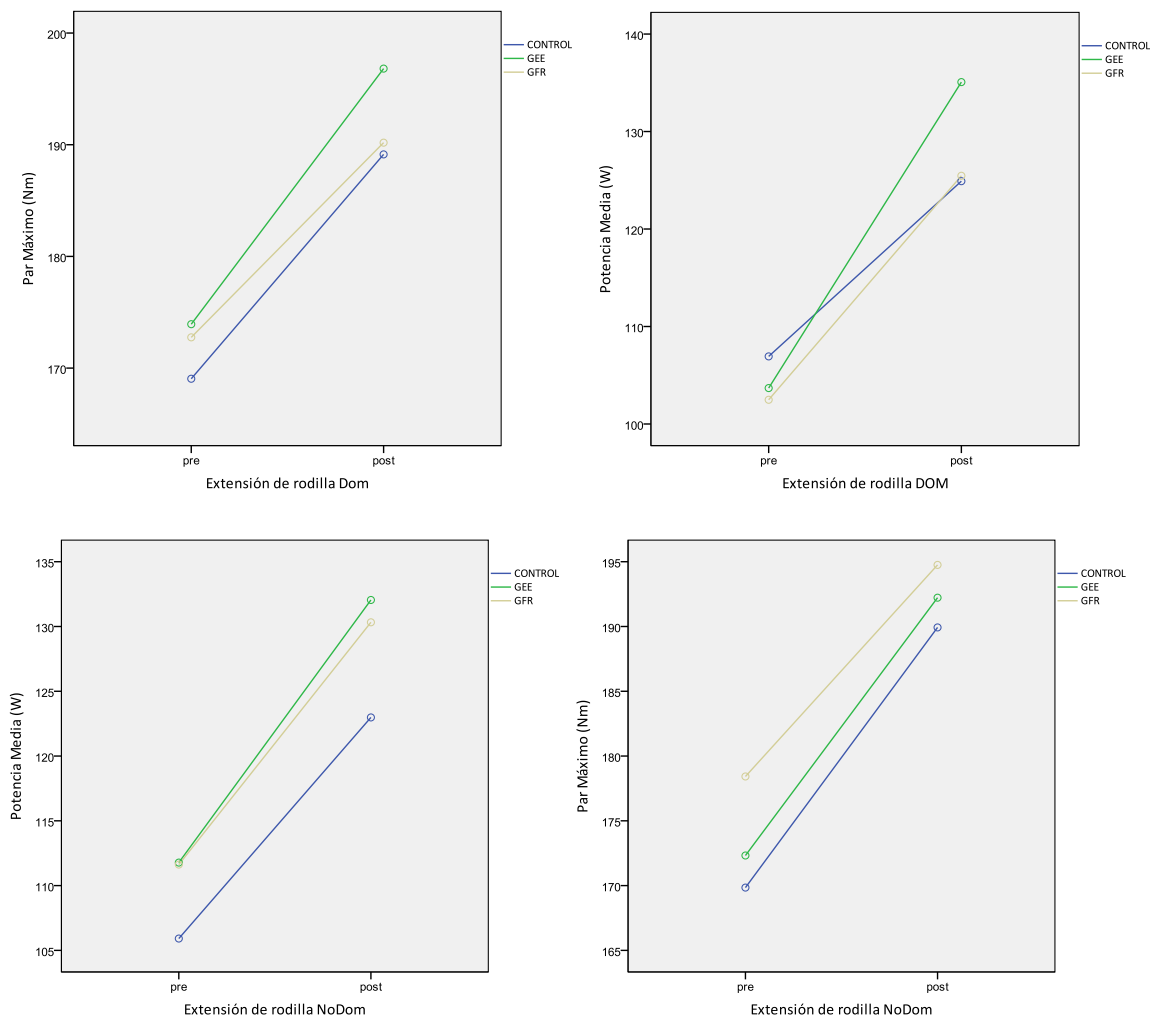 200
190
180
170
Par Máximo (Nm)
pre
post
Extensión de rodilla Dom
CONTROL
GEE
GFR
140
130
120
110
100
Potencia Media (W)
pre
post
Extensión de rodilla DOM
CONTROL
GEE
GFR
135
130
125
120
115
110
105
Potencia Media (W)
pre
post
Extensión de rodilla NoDom
CONTROL
GEE
GFR
195
190
185
180
175
170
165
Par Máximo (Nm)
pre
post
Extensión de rodilla NoDom
CONTROL
GEE
GFR